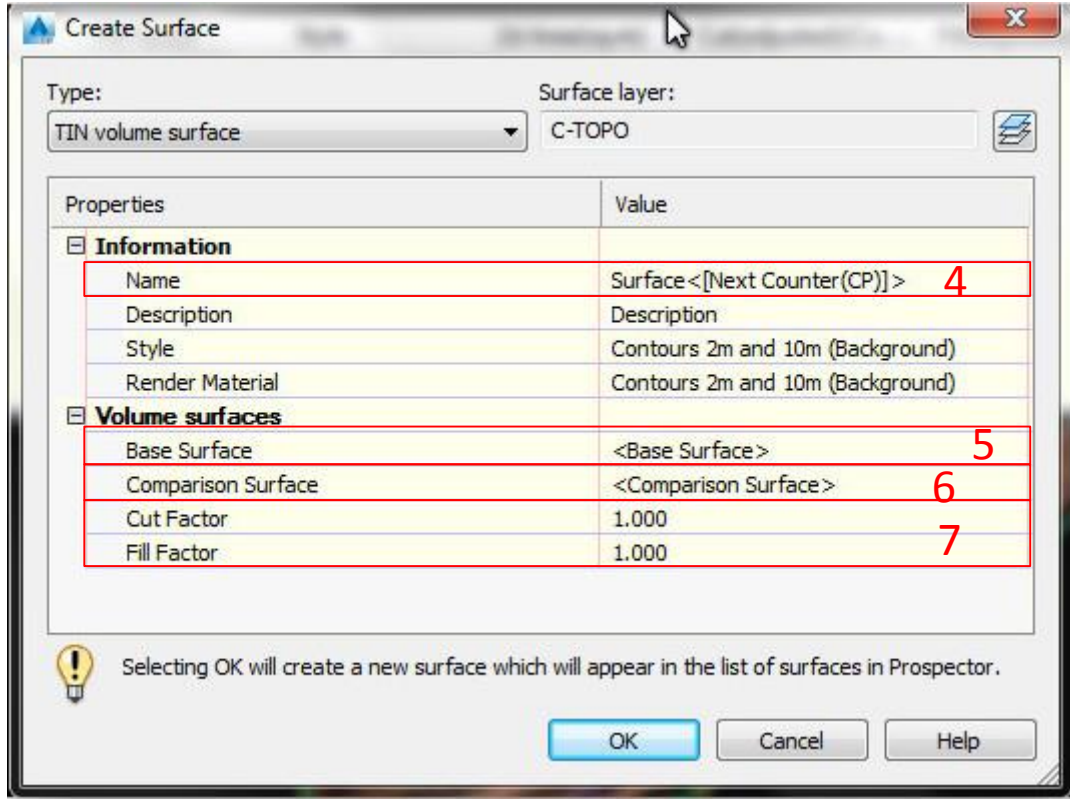 Create Surface
Type:
Surface layer:
TIN volume surface
C-TOPO
Properties
Value
Information
Name
Surface<[Next Counter(CP)]>
4
Description
Description
Style
Contours 2m and 10m (Background)
Render Material
Contours 2m and 10m (Background)
Volume surfaces
Base Surface
<Base Surface>
5
Comparison Surface
<Comparison Surface>
6
Cut Factor
1.000
Fill Factor
1.000
7
Selecting OK will create a new surface which will appear in the list of surfaces in Prospector.
OK
Cancel
Help